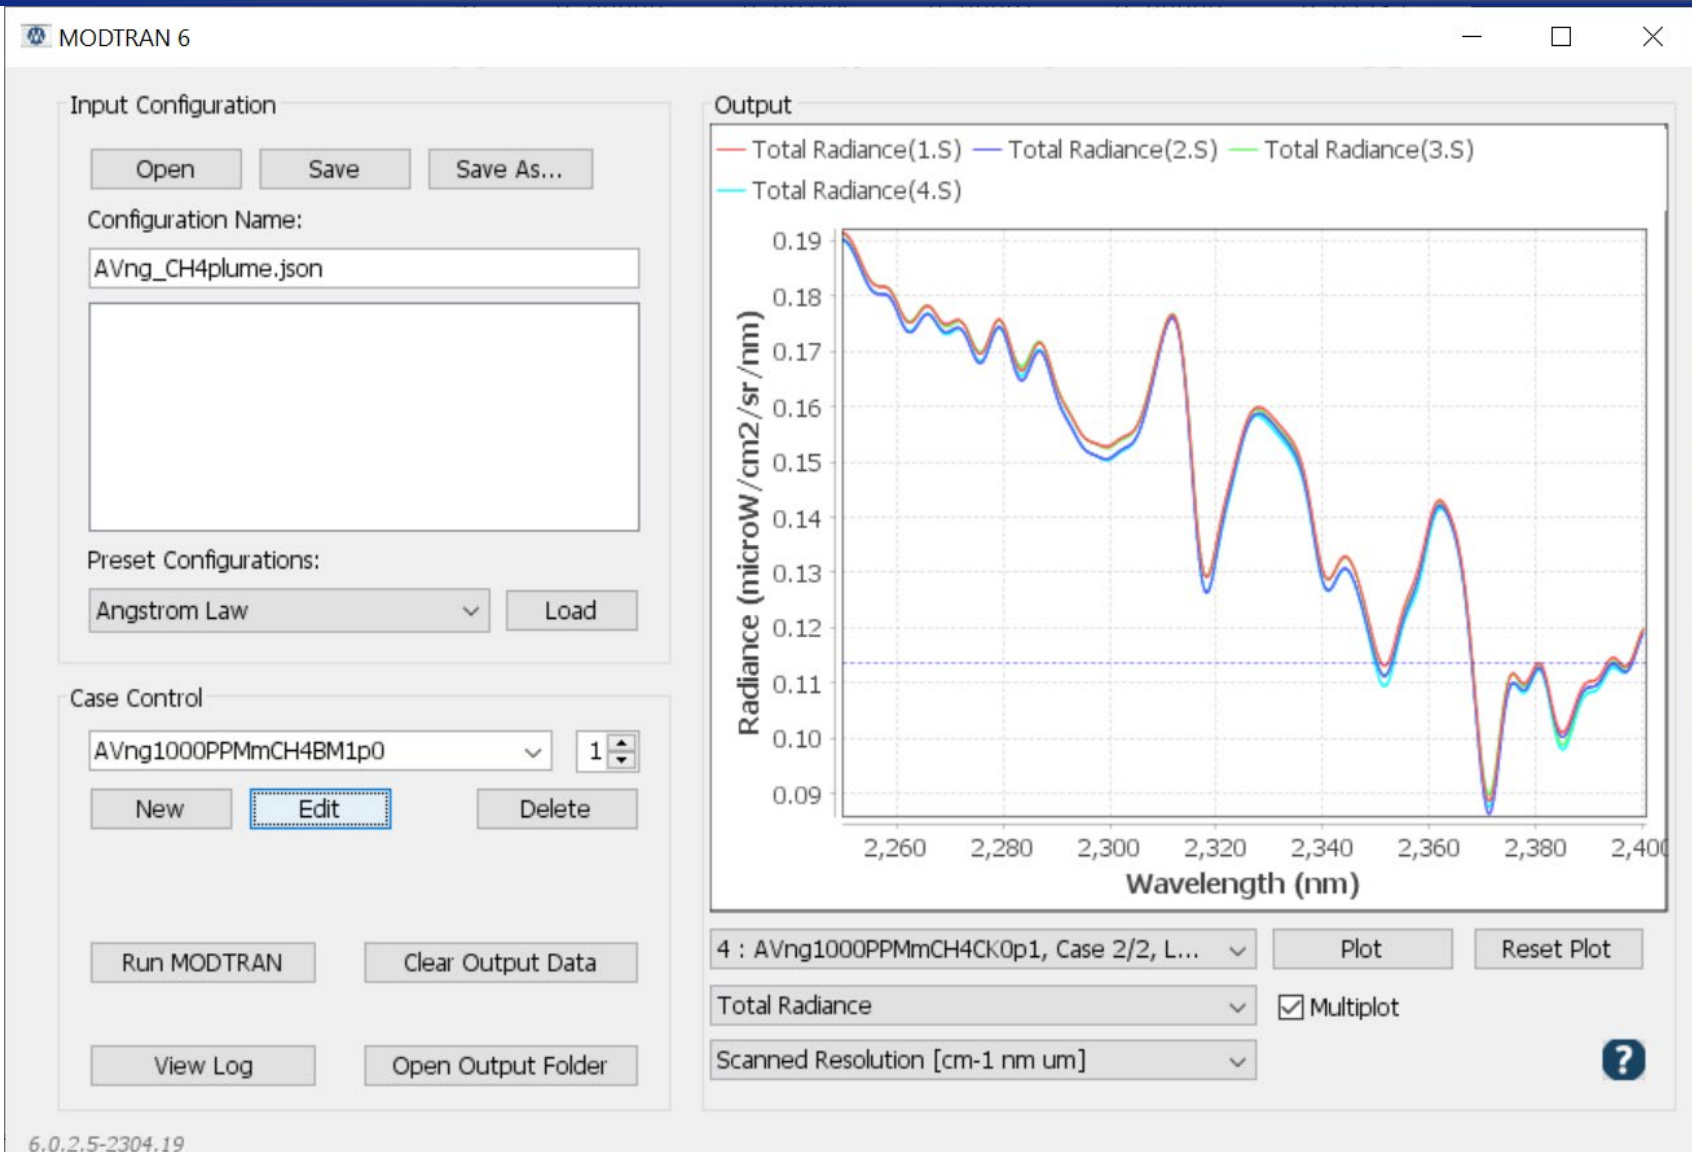 MODTRAN 6
Input Configuration
Open Save Save As...
Configuration Name:
AVng_CH4plume.json
Preset Configurations:
Angstrom Law Load
Case Control
AVng1000PPMmCH4BM1p0 1
New Edit Delete
Run MODTRAN Clear Output Data
View Log Open Output Folder
6.0.2.5-2304.19
Output
Total Radiance(1.S) Total Radiance(2.S) Total Radiance(3.S)
Total Radiance(4.S)
Radiance (microW/cm2/sr/nm)
0.19
0.18
0.17
0.16
0.15
0.14
0.13
0.12
0.11
0.10
0.09
2,260 2,280 2,300 2,320 2,340 2,360 2,380 2,400
Wavelength (nm)
4 : AVng1000PPMmCH4CK0p1, Case 2/2, L... Plot Reset Plot
Total Radiance Multiplot
Scanned Resolution [cm-1 nm um] ?